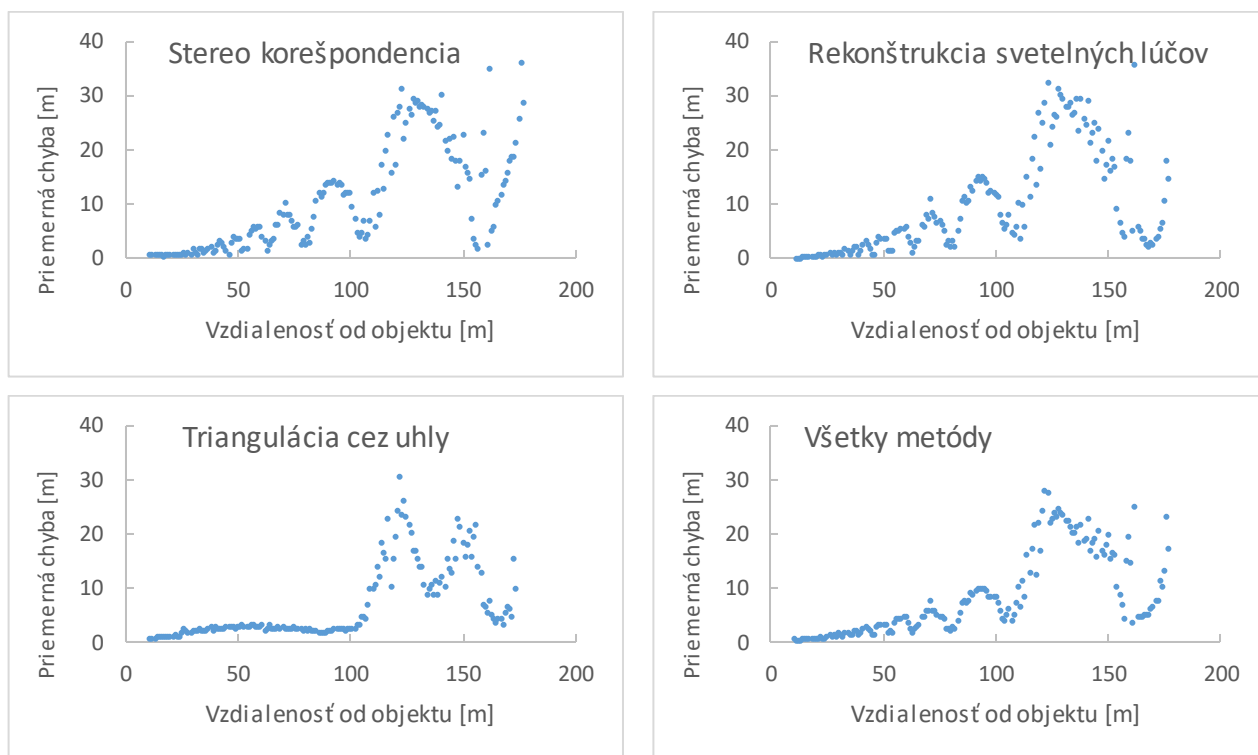 Stereo korešpondencia
Priemerná chyba [m]
40
30
20
10
0
0 50 100 150 200
Vzdialenosť od objektu [m]
Rekonštrukcia svetelných lúčov
Priemerná chyba [m]
40
30
20
10
0
0 50 100 150 200
Vzdialenosť od objektu [m]
Triangulácia cez uhly
Priemerná chyba [m]
40
30
20
10
0
0 50 100 150 200
Vzdialenosť od objektu [m]
Všetky metódy
Priemerná chyba [m]
40
30
20
10
0
0 50 100 150 200
Vzdialenosť od objektu [m]